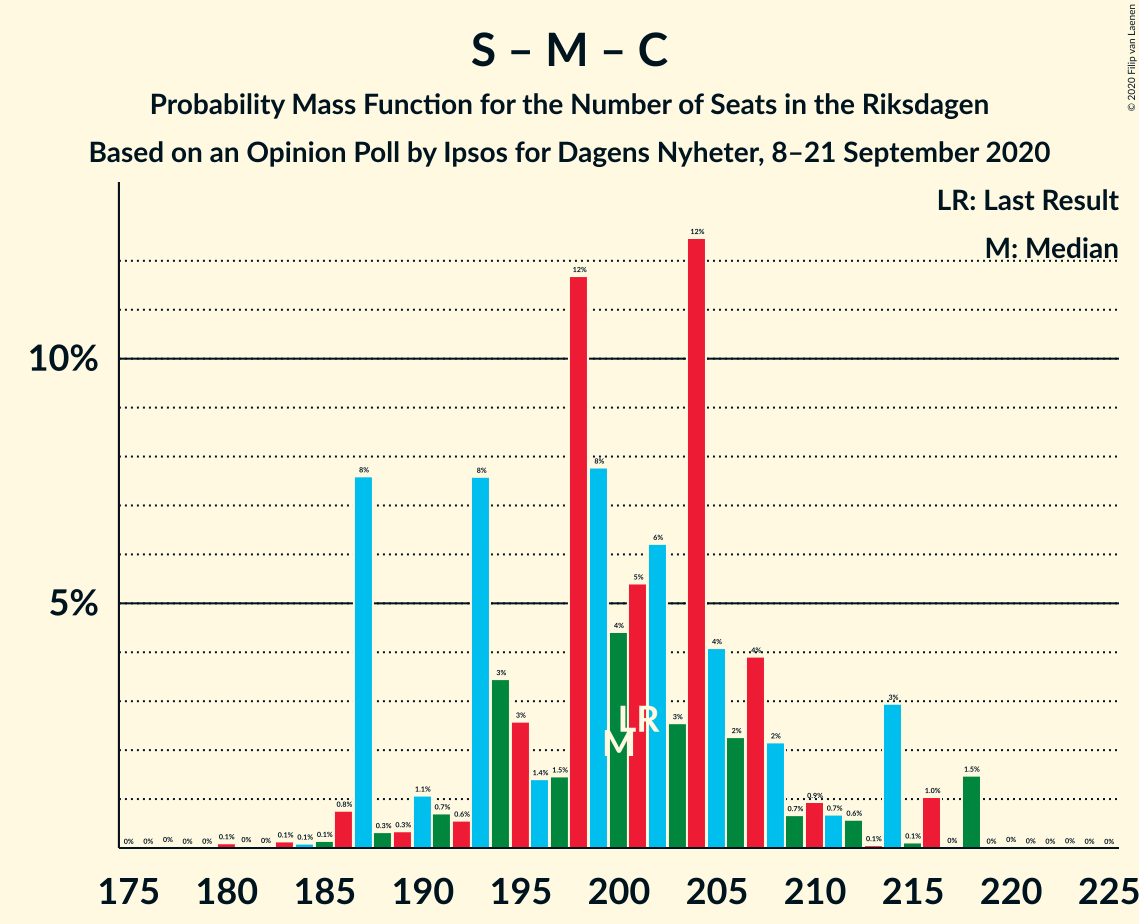 © 2020 Filip van Laenen
S – M – C
Probability Mass Function for the Number of Seats in the Riksdagen
Based on an Opinion Poll by Ipsos for Dagens Nyheter, 8–21 September 2020
LR: Last Result
M: Median
10%
5%
0% 0% 0% 0% 0% 0.1% 0% 0% 0.1% 0.1% 0.1% 0.8% 8% 0.3% 0.3% 1.1% 0.7% 0.6% 8% 3% 3% 1.4% 1.5% 12% 8% 4% 5% 6% 3% 12% 4% 2% 4% 2% 0.7% 0.9% 0.7% 0.6% 0.1% 3% 0.1% 1.0% 0% 1.5% 0% 0% 0% 0% 0% 0% 0%
LR
M
175 180 185 190 195 200 205 210 215 220 225